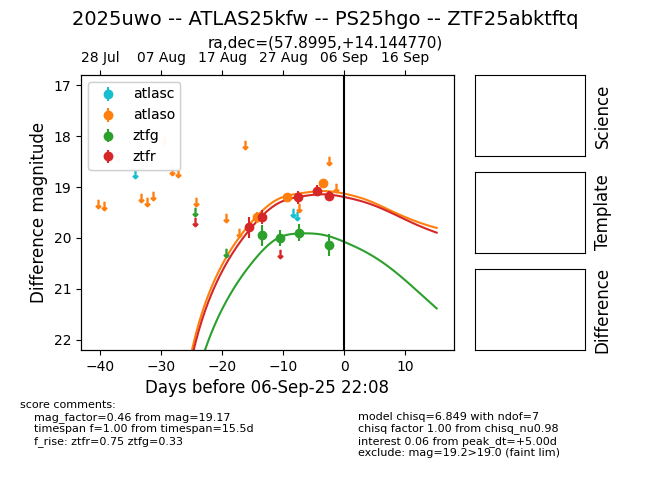 2025uwo -- ATLAS25kfw -- PS25hgo -- ZTF25abktftq
ra,dec=(57.8995,+14.144770)
28 Jul 07 Aug 17 Aug 27 Aug 06 Sep 16 Sep
atlasc
atlaso
ztfg
ztfr
17
18
19
20
21
22
Difference magnitude
−40 −30 −20 −10 0 10
Days before 06-Sep-25 22:08
Science
Template
Difference
score comments:
mag_factor=0.46 from mag=19.17
timespan f=1.00 from timespan=15.5d
f_rise: ztfr=0.75 ztfg=0.33
model chisq=6.849 with ndof=7
chisq factor 1.00 from chisq_nu0.98
interest 0.06 from peak_dt=+5.00d
exclude: mag=19.2>19.0 (faint lim)